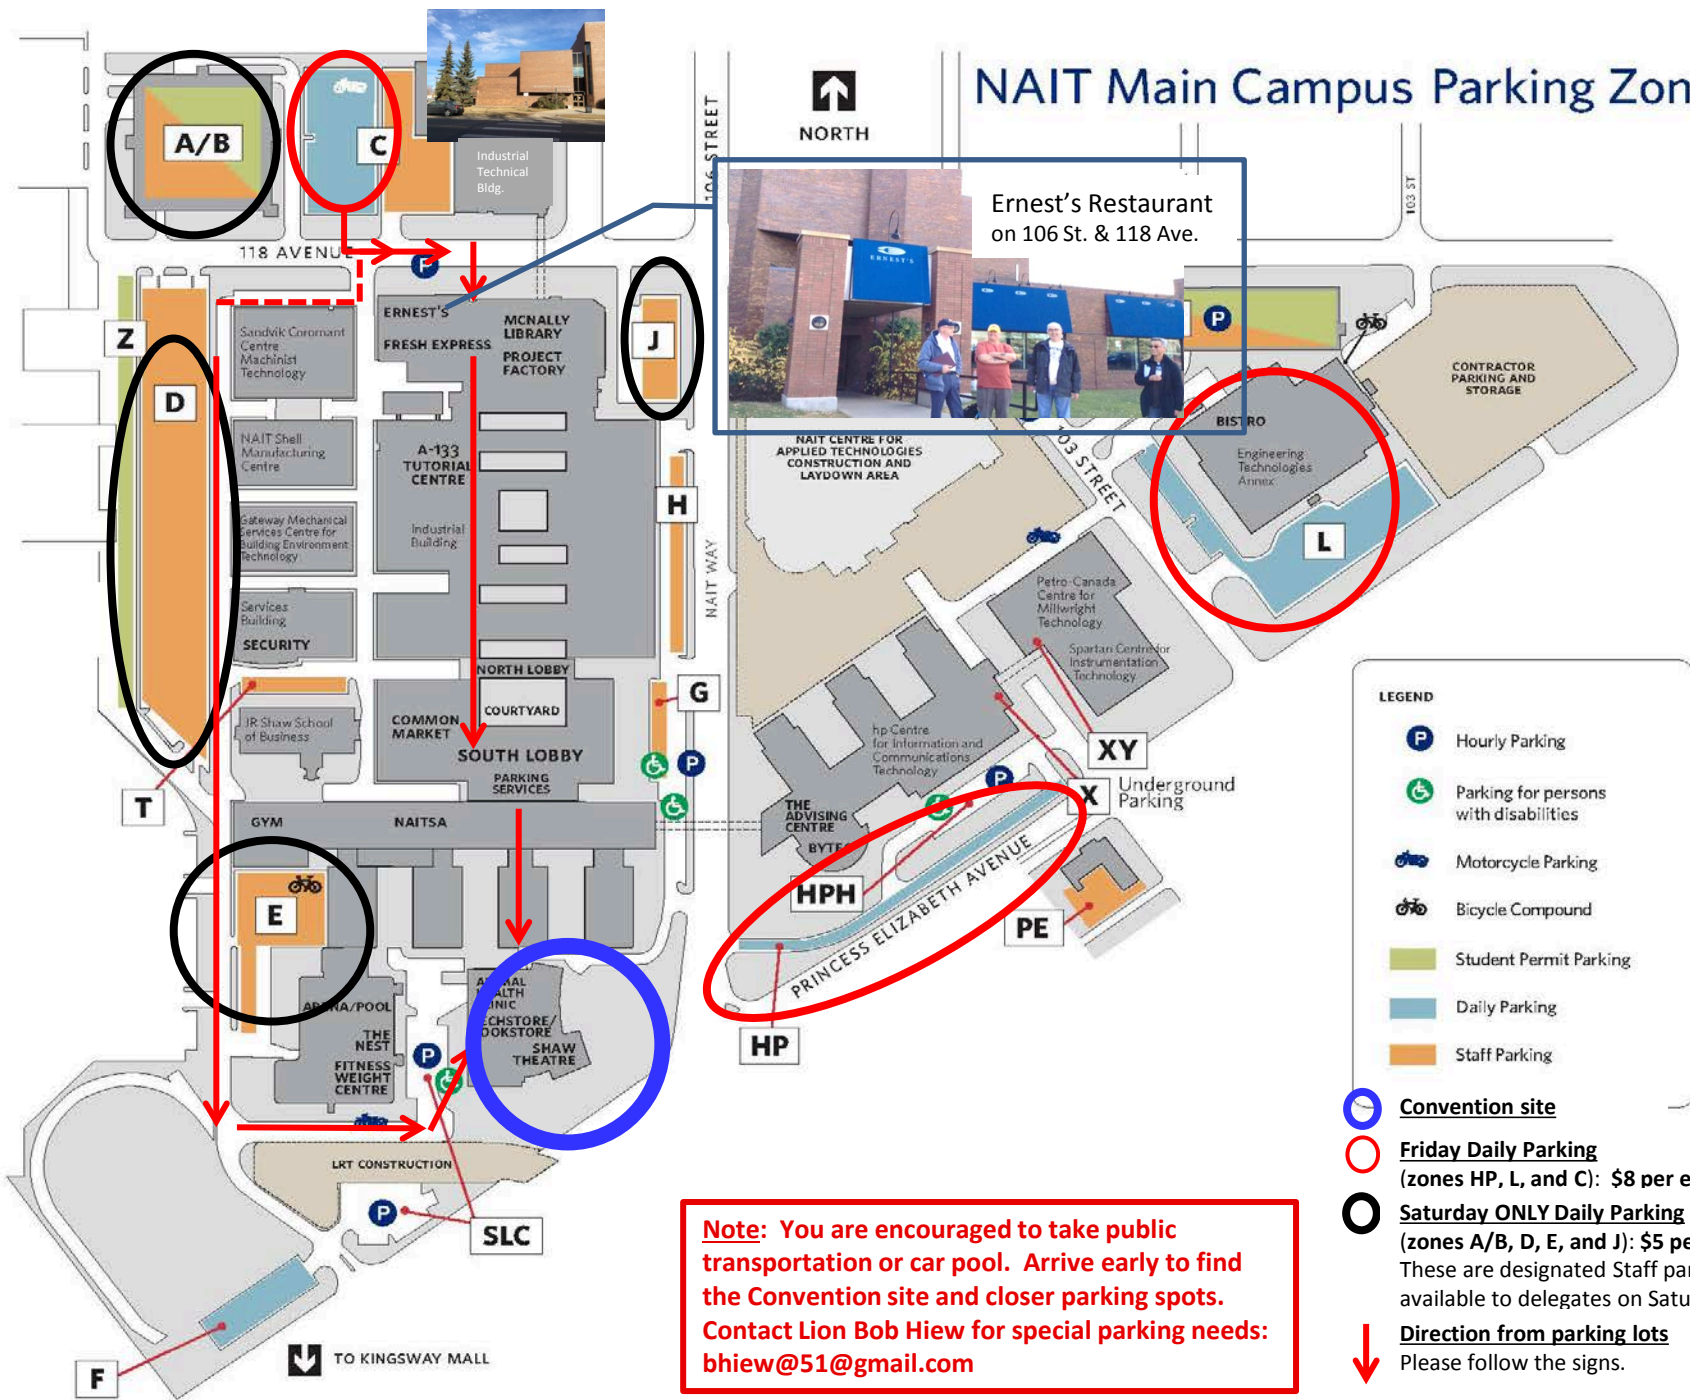 NAIT Main Campus Parking Zon
NORTH
106 STREET
103 ST
A/B
C
Industrial
Technical
Bldg.
Ernest’s Restaurant
on 106 St. & 118 Ave.
ERNEST'S
118 AVENUE
P
Z
D
Sandvik Coromant
Centre
Machinist
Technology
ERNEST'S
FRESH EXPRESS
MCNALLY
LIBRARY
PROJECT
FACTORY
J
P
CONTRACTOR
PARKING AND
STORAGE
BISTRO
Engineering
Technologies
Annex
L
103 STREET
NAIT CENTRE FOR
APPLIED TECHNOLOGIES
CONSTRUCTION AND
LAYDOWN AREA
NAIT Shell
Manufacturing
Centre
A-133
TUTORIAL
CENTRE
H
Gateway Mechanical
Services Centre for
Building Environment
Technology
Industrial
Building
NAIT WAY
Services
Building
SECURITY
Petro-Canada
Centre for
Millwright
Technology
Spartan Centre for
Instrumentation
Technology
NORTH LOBBY
COURTYARD
G
JR Shaw School
of Business
COMMON
MARKET
SOUTH LOBBY
PARKING
SERVICES
P
hp Centre
for Information and
Communications
Technology
XY
P
X
Underground
Parking
T
GYM
NAITSA
THE
ADVISING
CENTRE
BYTE
HPH
PRINCESS ELIZABETH AVENUE
PE
HP
E
ARENA/POOL
THE
NEST
FITNESS
WEIGHT
CENTRE
P
SHAW
THEATRE
LRT CONSTRUCTION
P
SLC
F
TO KINGSWAY MALL
LEGEND
P Hourly Parking
Parking for persons
with disabilities
Motorcycle Parking
Bicycle Compound
Student Permit Parking
Daily Parking
Staff Parking
Convention site
Friday Daily Parking
(zones HP, L, and C): $8 per e
Saturday ONLY Daily Parking
(zones A/B, D, E, and J): $5 pe
These are designated Staff par
available to delegates on Satu
Direction from parking lots
Please follow the signs.
Note: You are encouraged to take public
transportation or car pool. Arrive early to find
the Convention site and closer parking spots.
Contact Lion Bob Hiew for special parking needs:
bhiew@51@gmail.com